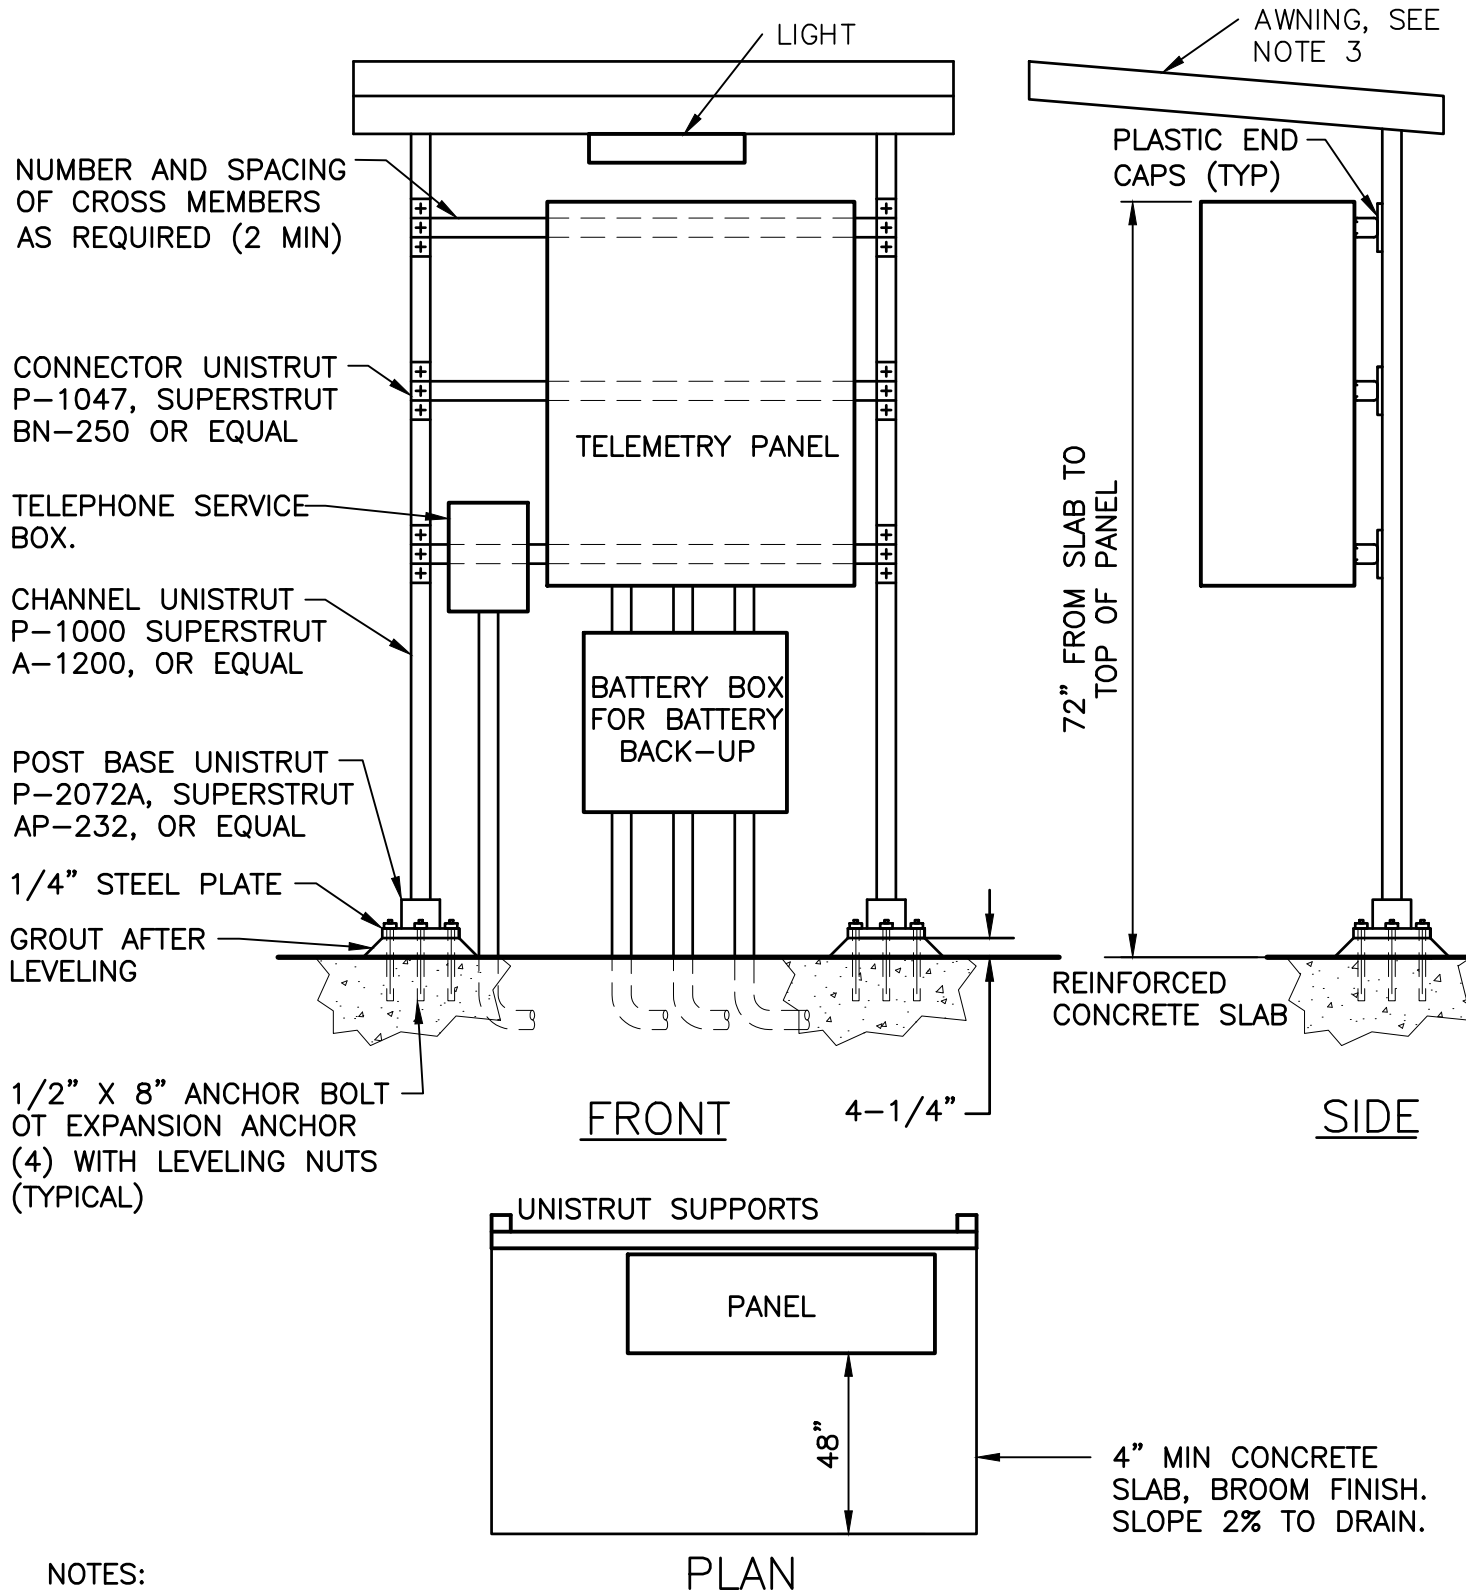 LIGHT
AWNING, SEE
NOTE 3
NUMBER AND SPACING
OF CROSS MEMBERS
AS REQUIRED (2 MIN)
PLASTIC END
CAPS (TYP)
CONNECTOR UNISTRUT
P-1047, SUPERSTRUT
BN-250 OR EQUAL
TELEMETRY PANEL
TELEPHONE SERVICE
BOX.
72" FROM SLAB TO
TOP OF PANEL
CHANNEL UNISTRUT
P-1000 SUPERSTRUT
A-1200, OR EQUAL
BATTERY BOX
FOR BATTERY
BACK-UP
POST BASE UNISTRUT
P-2072A, SUPERSTRUT
AP-232, OR EQUAL
1/4" STEEL PLATE
GROUT AFTER
LEVELING
REINFORCED
CONCRETE SLAB
1/2" X 8" ANCHOR BOLT
OT EXPANSION ANCHOR
(4) WITH LEVELING NUTS
(TYPICAL)
FRONT
4-1/4"
SIDE
UNISTRUT SUPPORTS
PANEL
48"
4" MIN CONCRETE
SLAB, BROOM FINISH.
SLOPE 2% TO DRAIN.
PLAN
NOTES: